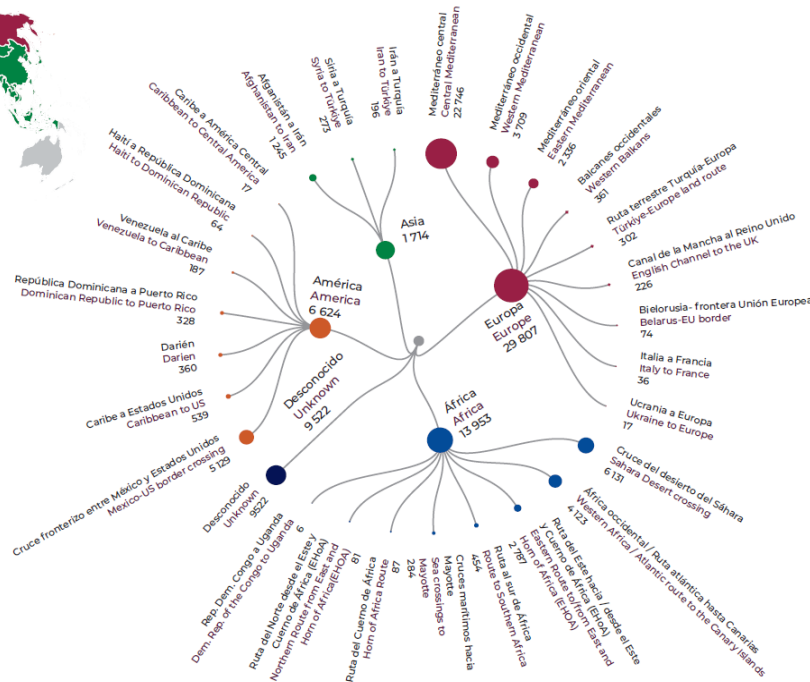 Mediterráneo central
Central Mediterranean
22 746
Mediterráneo occidental
Western Mediterranean
3 709
Mediterráneo oriental
Eastern Mediterranean
2 336
Balcanes occidentales
Western Balkans
361
Ruta terrestre Turquía-Europa
Türkiye-Europe land route
302
Canal de la Mancha al Reino Unido
English Channel to the UK
226
Bielorusia- frontera Unión Europea
Belarus-EU border
74
Italia a Francia
Italy to France
36
Ucrania a Europa
Ukraine to Europe
17
Europa
Europe
29 807
Irán a Turquía
Iran to Türkiye
196
Siria a Turquía
Syria to Türkiye
273
Afganistán a Irán
Afghanistan to Iran
1 245
Asia
1 714
Caribe a América Central
Caribbean to Central America
17
Haití a República Dominicana
Haiti to Dominican Republic
64
Venezuela al Caribe
Venezuela to Caribbean
187
República Dominicana a Puerto Rico
Dominican Republic to Puerto Rico
328
Darién
Darien
360
Caribe a Estados Unidos
Caribbean to US
539
Cruce fronterizo entre México y Estados Unidos
Mexico-US border crossing
5 129
América
America
6 624
Desconocido
Unknown
9 522
Desconocido
Unknown
9522
África
Africa
13 953
Rep. Dem. Congo a Uganda
Dem. Rep. of the Congo to Uganda
6
Ruta del Norte desde el Este y
Cuerno de África (EHoA)
Northern Route from East and
Horn of Africa(EHOA)
81
Ruta del Cuerno de África
Horn of Africa Route
87
Cruces marítimos hacia
Mayotte
Sea crossings to
Mayotte
284
Ruta al sur de África
Route to Southern Africa
454
Ruta del Este hacia / desde el Este
y Cuerno de África (EHoA)
Eastern Route to/from East and
Horn of Africa (EHOA)
2 787
África occidental / Ruta atlántica hasta Canarias
Western Africa / Atlantic route to the Canary Islands
4 123
Cruce del desierto del Sáhara
Sahara Desert crossing
6 131